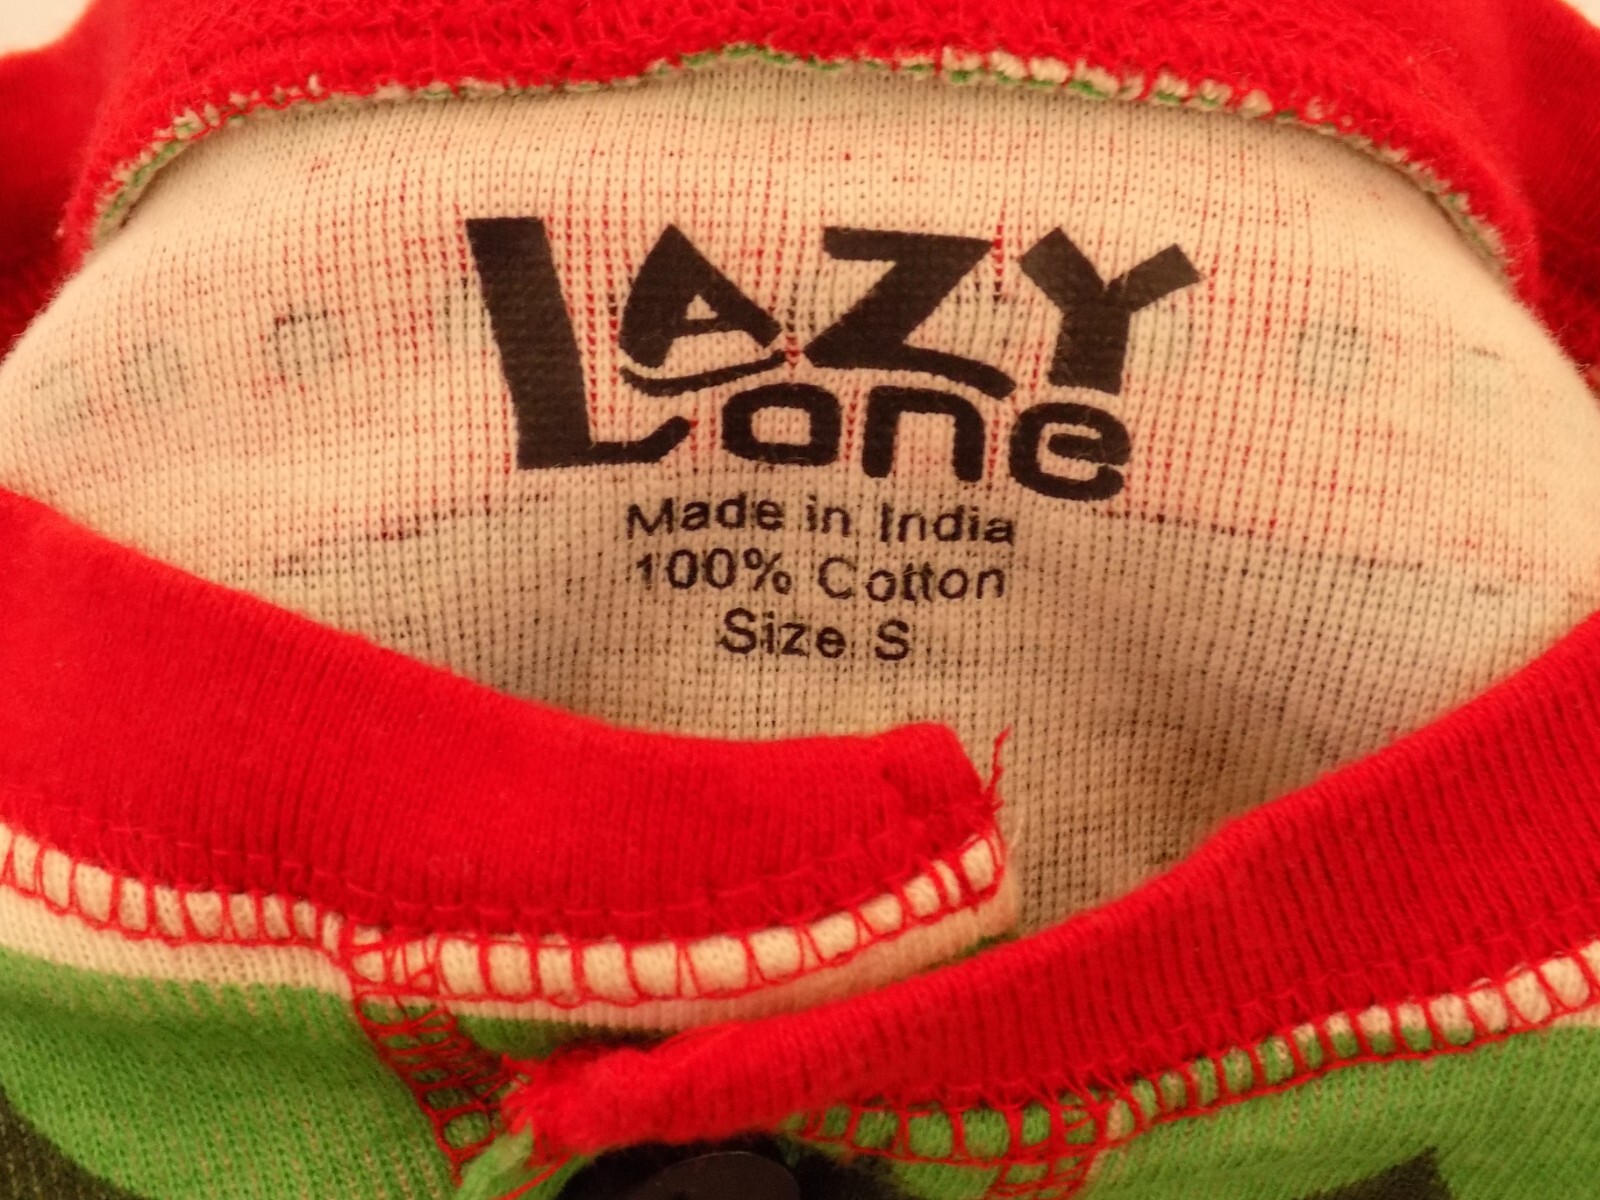 LAZY
One
Made in India
100% Cotton
Size S